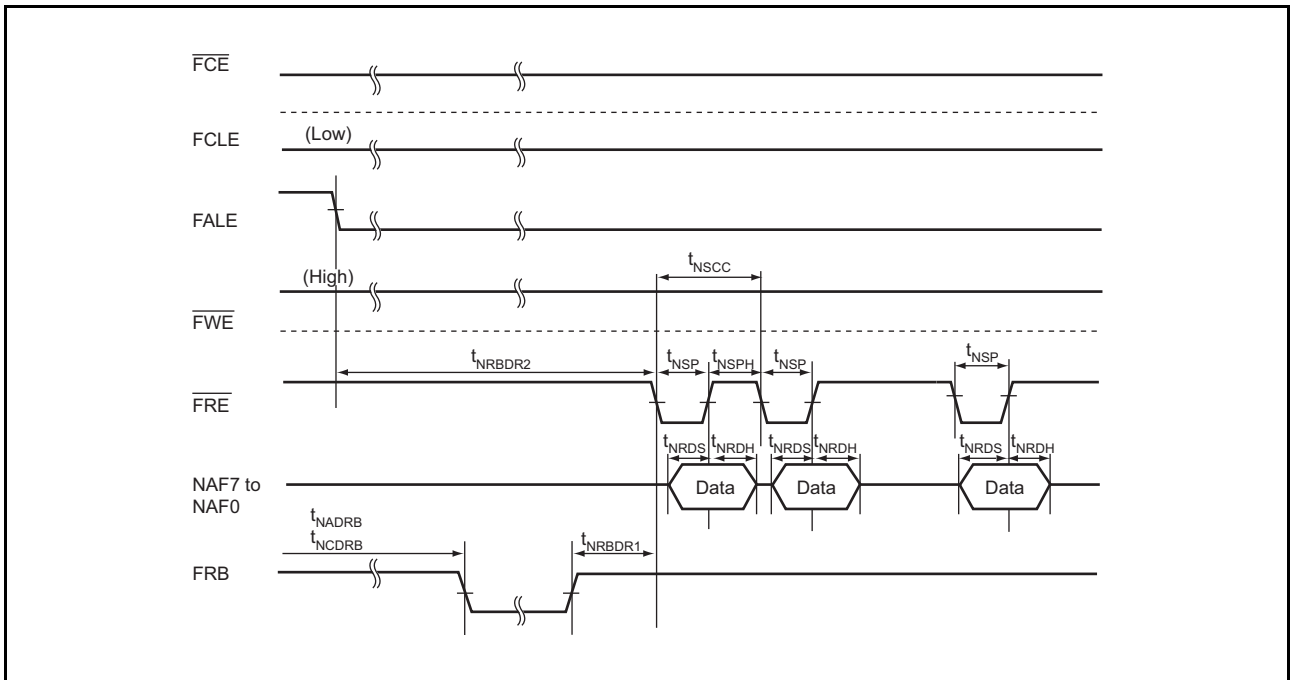 FCE
FCLE
(Low)
FALE
tNSCC
(High)
FWE
tNRBDR2
tNSP
tNSPH
tNSP
tNSP
FRE
tNRDS
tNRDH
tNRDS
tNRDH
tNRDS
tNRDH
NAF7 to
NAF0
Data
Data
Data
tNADRB
tNCDRB
tNRBDR1
FRB